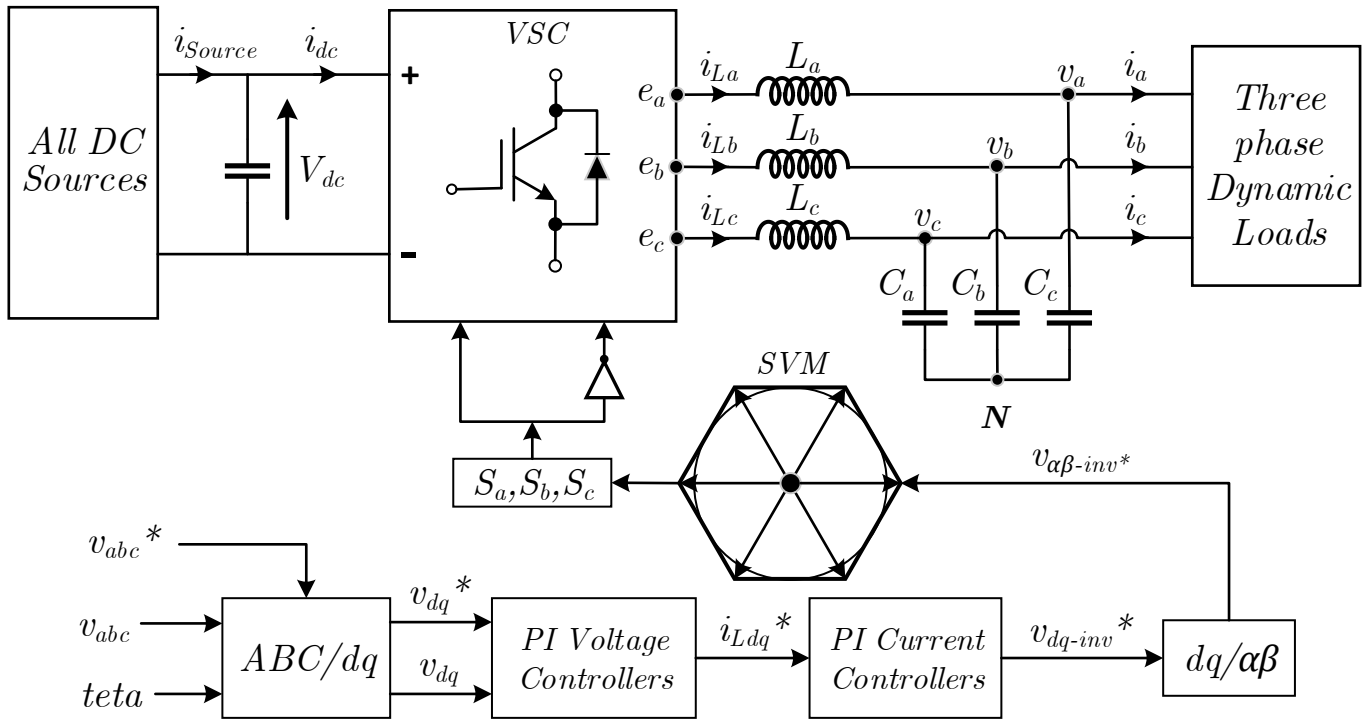 i_Source
i_dc
VSC
+
-
V_dc
All DC
Sources
e_a
e_b
e_c
i_La
i_Lb
i_Lc
L_a
L_b
L_c
v_a
v_b
v_c
i_a
i_b
i_c
Three
phase
Dynamic
Loads
C_a
C_b
C_c
N
SVM
v_αβ-inv*
S_a,S_b,S_c
v_abc*
v_abc
teta
ABC/dq
v_dq*
v_dq
PI Voltage
Controllers
i_Ldq*
PI Current
Controllers
v_dq-inv*
dq/αβ